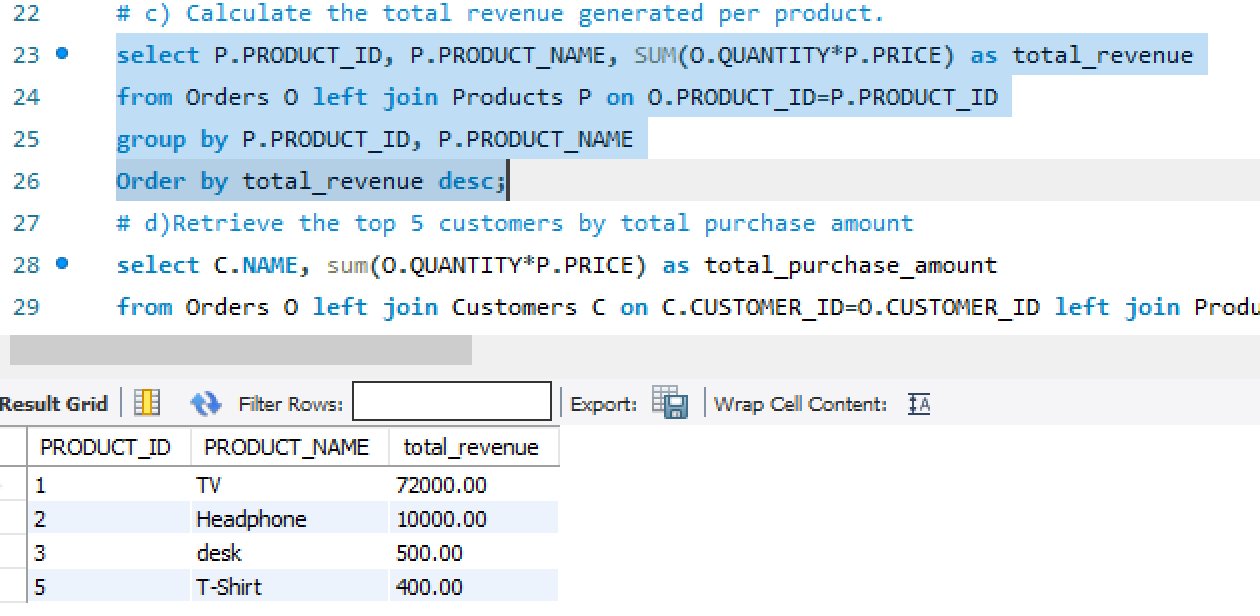 22 # c) Calculate the total revenue generated per product.
23 select P.PRODUCT_ID, P.PRODUCT_NAME, SUM(O.QUANTITY*P.PRICE) as total_revenue
24 from Orders O left join Products P on O.PRODUCT_ID=P.PRODUCT_ID
25 group by P.PRODUCT_ID, P.PRODUCT_NAME
26 Order by total_revenue desc;
27 # d)Retrieve the top 5 customers by total purchase amount
28 select C.NAME, sum(O.QUANTITY*P.PRICE) as total_purchase_amount
29 from Orders O left join Customers C on C.CUSTOMER_ID=O.CUSTOMER_ID left join Produ
Result Grid Filter Rows: Export: Wrap Cell Content: IA
PRODUCT_ID PRODUCT_NAME total_revenue
1 TV 72000.00
2 Headphone 10000.00
3 desk 500.00
5 T-Shirt 400.00